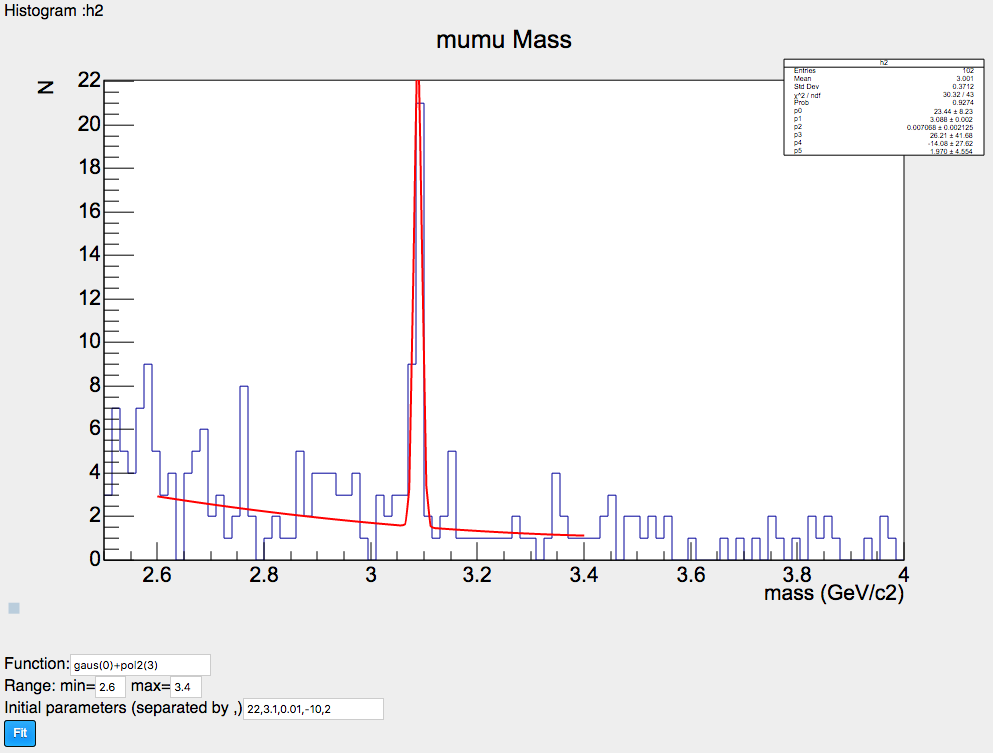 Histogram :h2
mumu Mass
N
22
20
18
16
14
12
10
8
6
4
2
0
2.6 2.8 3 3.2 3.4 3.6 3.8 4
mass (GeV/c2)
h2
Entries 102
Mean 3.001
Std Dev 0.3712
χ^2 / ndf 30.32 / 43
Prob 0.9274
p0 23.44 ± 8.23
p1 3.088 ± 0.002
p2 0.007068 ± 0.002125
p3 26.21 ± 41.68
p4 -14.08 ± 27.62
p5 1.970 ± 4.554
Function: gaus(0)+pol2(3)
Range: min= 2.6 max= 3.4
Initial parameters (separated by ,) 22,3.1,0.01,-10,2
Fit